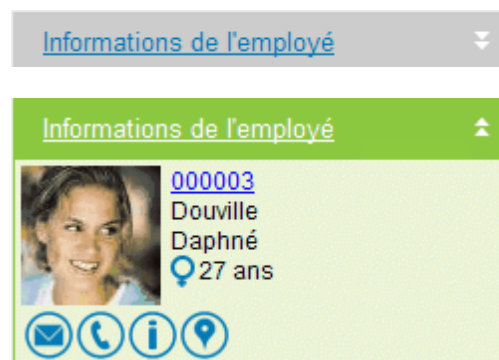 Informations de l'employé
Informations de l'employé
000003
Douville
Daphné
27 ans